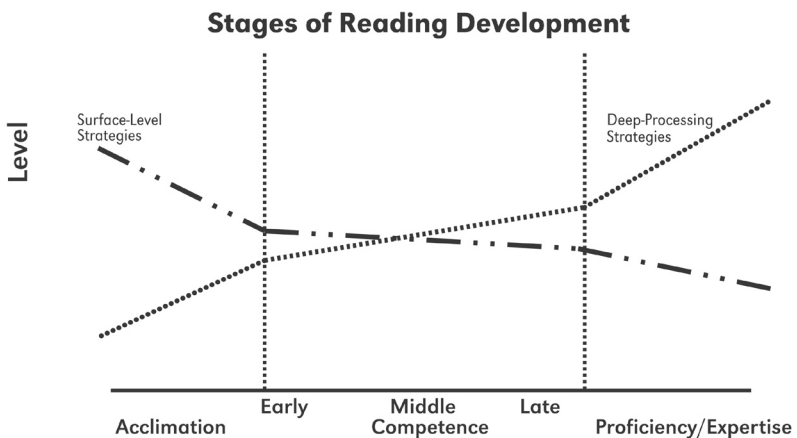 Stages of Reading Development
Level
Surface-Level
Strategies
Deep-Processing
Strategies
Early
Middle
Late
Acclimation
Competence
Proficiency/Expertise